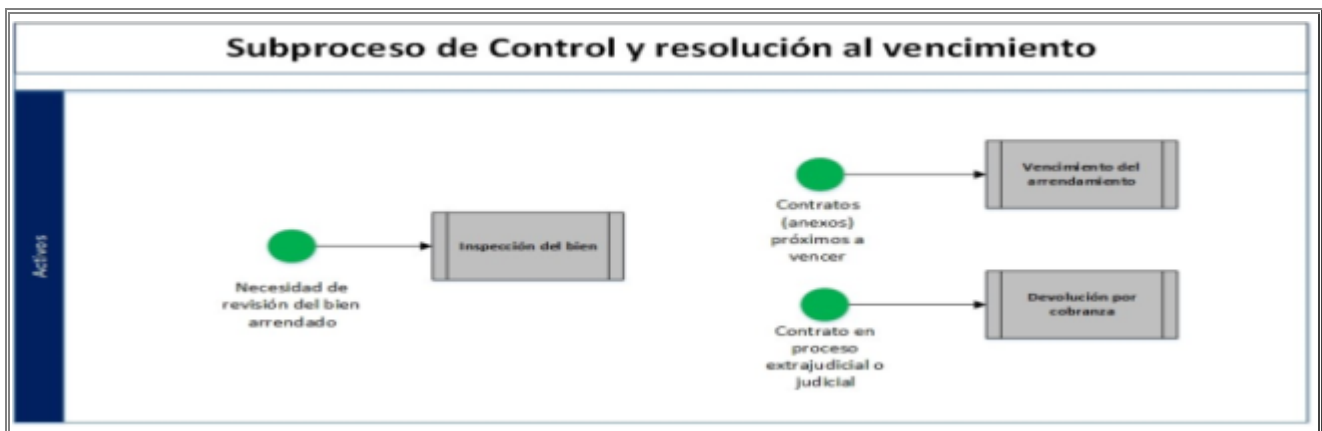 Subproceso de Control y resolución al vencimiento
Activos
Necesidad de
revisión del bien
arrendado
Inspección del bien
Contratos
(anexos)
próximos a
vencer
Vencimiento del
arrendamiento
Contrato en
proceso
extrajudicial o
judicial
Devolución por
cobranza